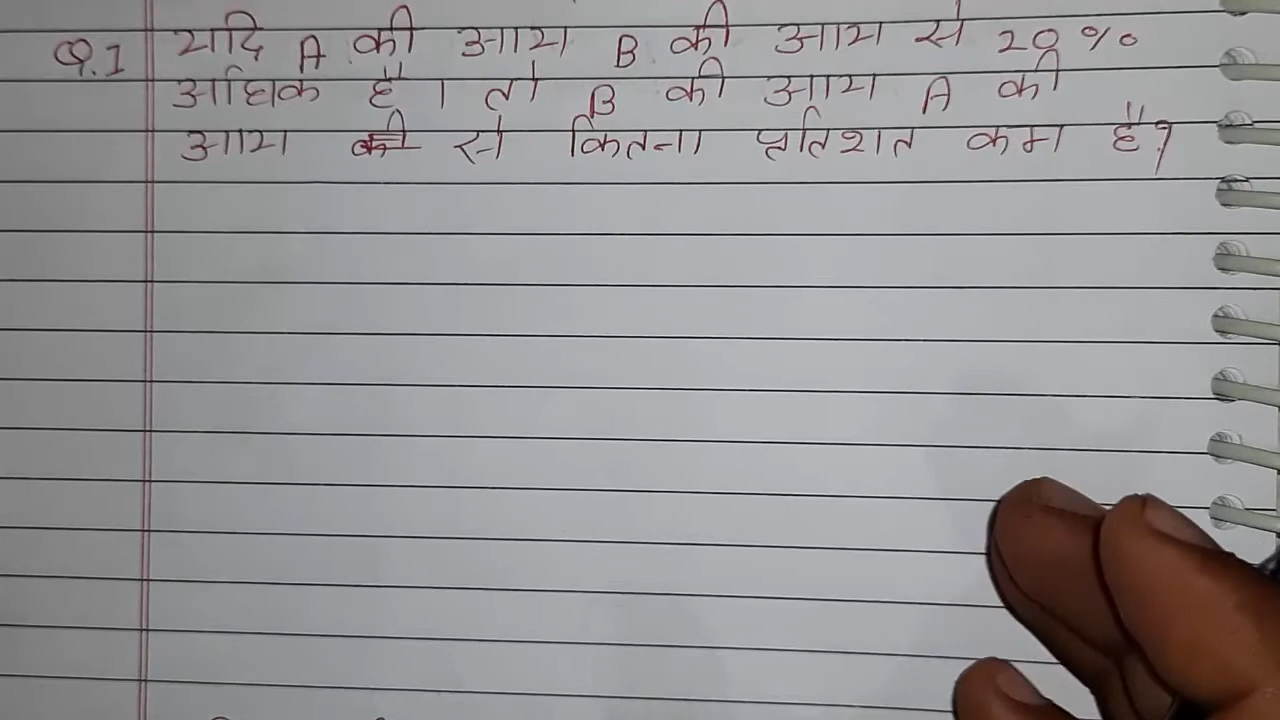 Q.1 यदि A की आय B की आय से 20%
अधिक है । तो B की आय A की
आय की से कितना प्रतिशत कम है?